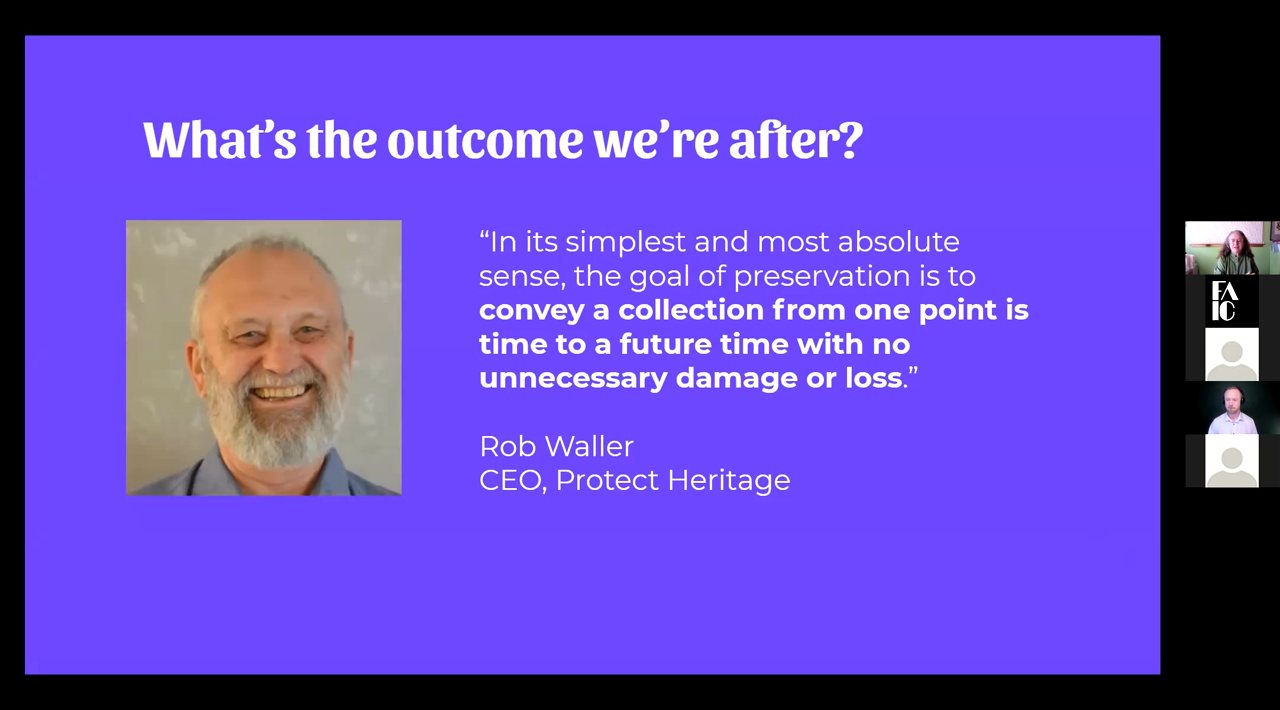 What’s the outcome we’re after?
“In its simplest and most absolute
sense, the goal of preservation is to
convey a collection from one point is
time to a future time with no
unnecessary damage or loss.”
Rob Waller
CEO, Protect Heritage
FA
IC